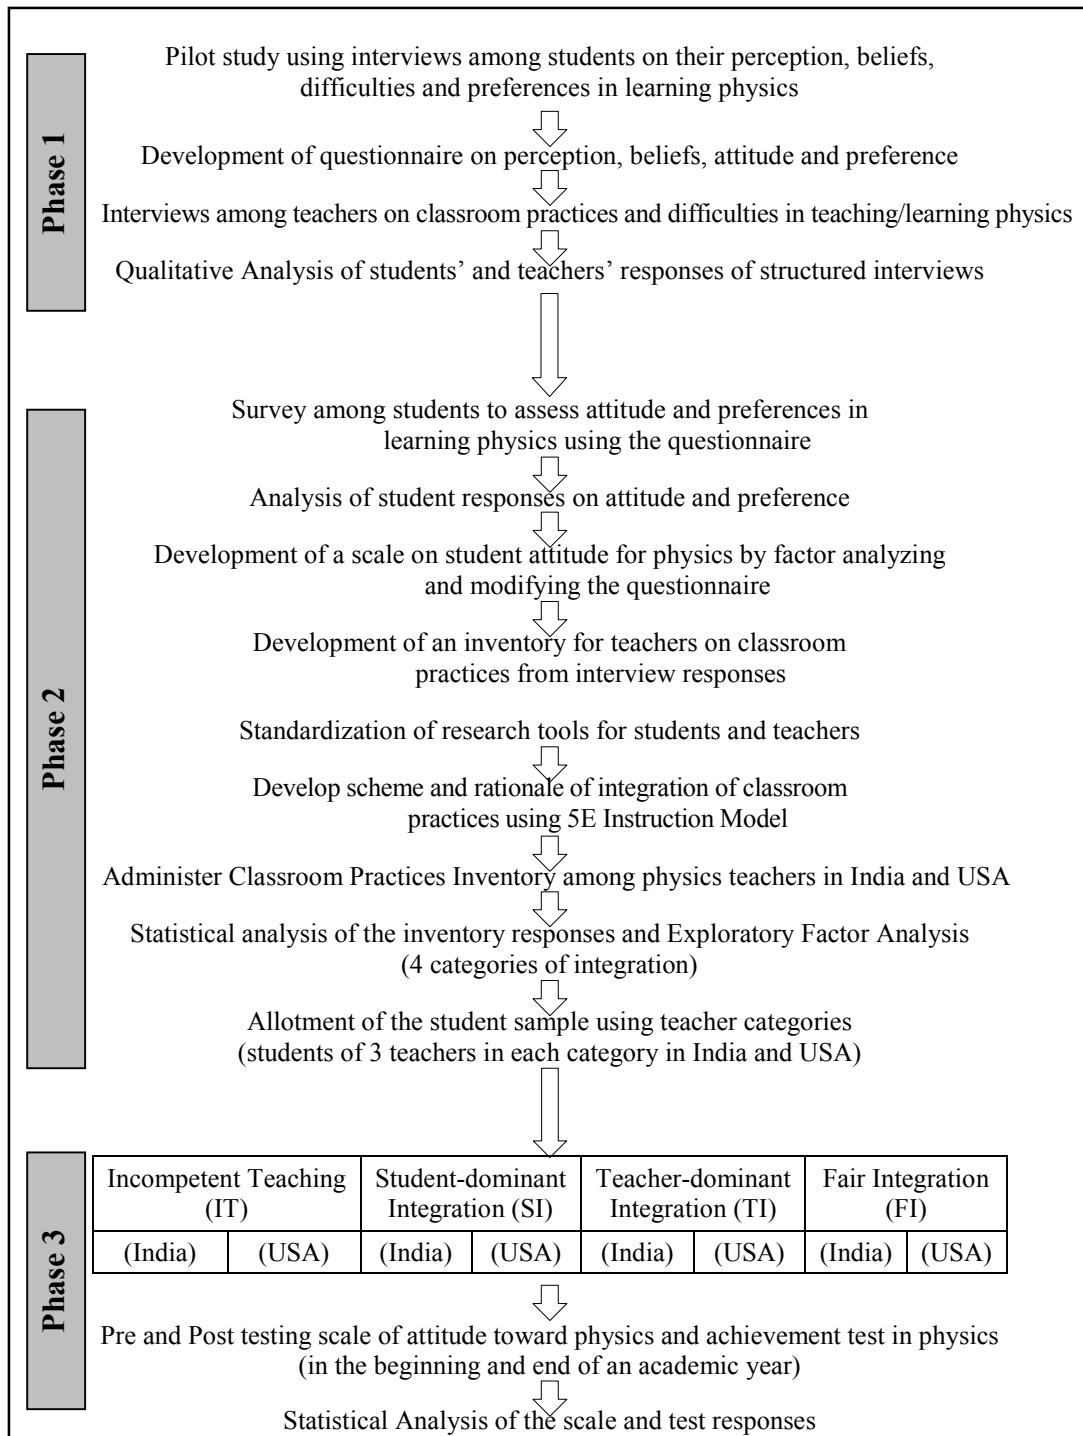 Phase 1
Pilot study using interviews among students on their perception, beliefs,
difficulties and preferences in learning physics
Development of questionnaire on perception, beliefs, attitude and preference
Interviews among teachers on classroom practices and difficulties in teaching/learning physics
Qualitative Analysis of students’ and teachers’ responses of structured interviews
Phase 2
Survey among students to assess attitude and preferences in
learning physics using the questionnaire
Analysis of student responses on attitude and preference
Development of a scale on student attitude for physics by factor analyzing
and modifying the questionnaire
Development of an inventory for teachers on classroom
practices from interview responses
Standardization of research tools for students and teachers
Develop scheme and rationale of integration of classroom
practices using 5E Instruction Model
Administer Classroom Practices Inventory among physics teachers in India and USA
Statistical analysis of the inventory responses and Exploratory Factor Analysis
(4 categories of integration)
Allotment of the student sample using teacher categories
(students of 3 teachers in each category in India and USA)
Phase 3
Incompetent Teaching
(IT)
Student-dominant
Integration (SI)
Teacher-dominant
Integration (TI)
Fair Integration
(FI)
(India) (USA) (India) (USA) (India) (USA) (India) (USA)
Pre and Post testing scale of attitude toward physics and achievement test in physics
(in the beginning and end of an academic year)
Statistical Analysis of the scale and test responses